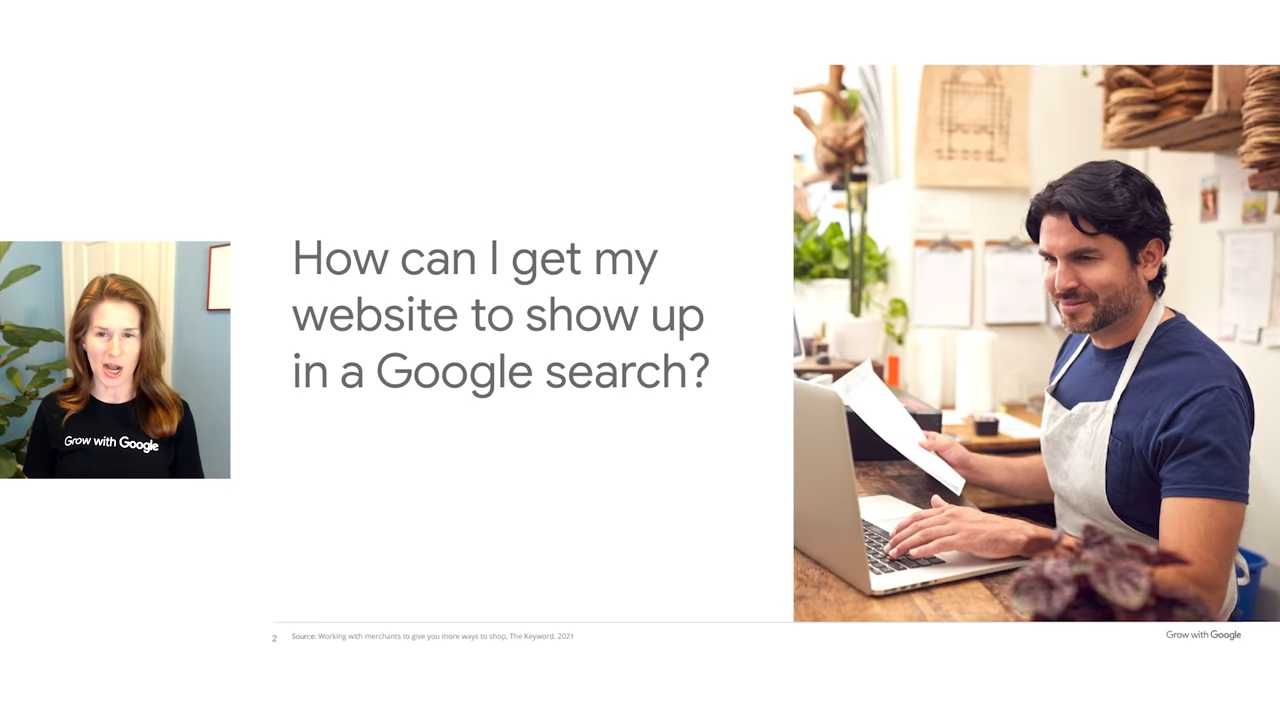 How can I get my
website to show up
in a Google search?
Grow with Google
2
Source: Working with merchants to give you more ways to shop, The Keyword, 2021
Grow with Google